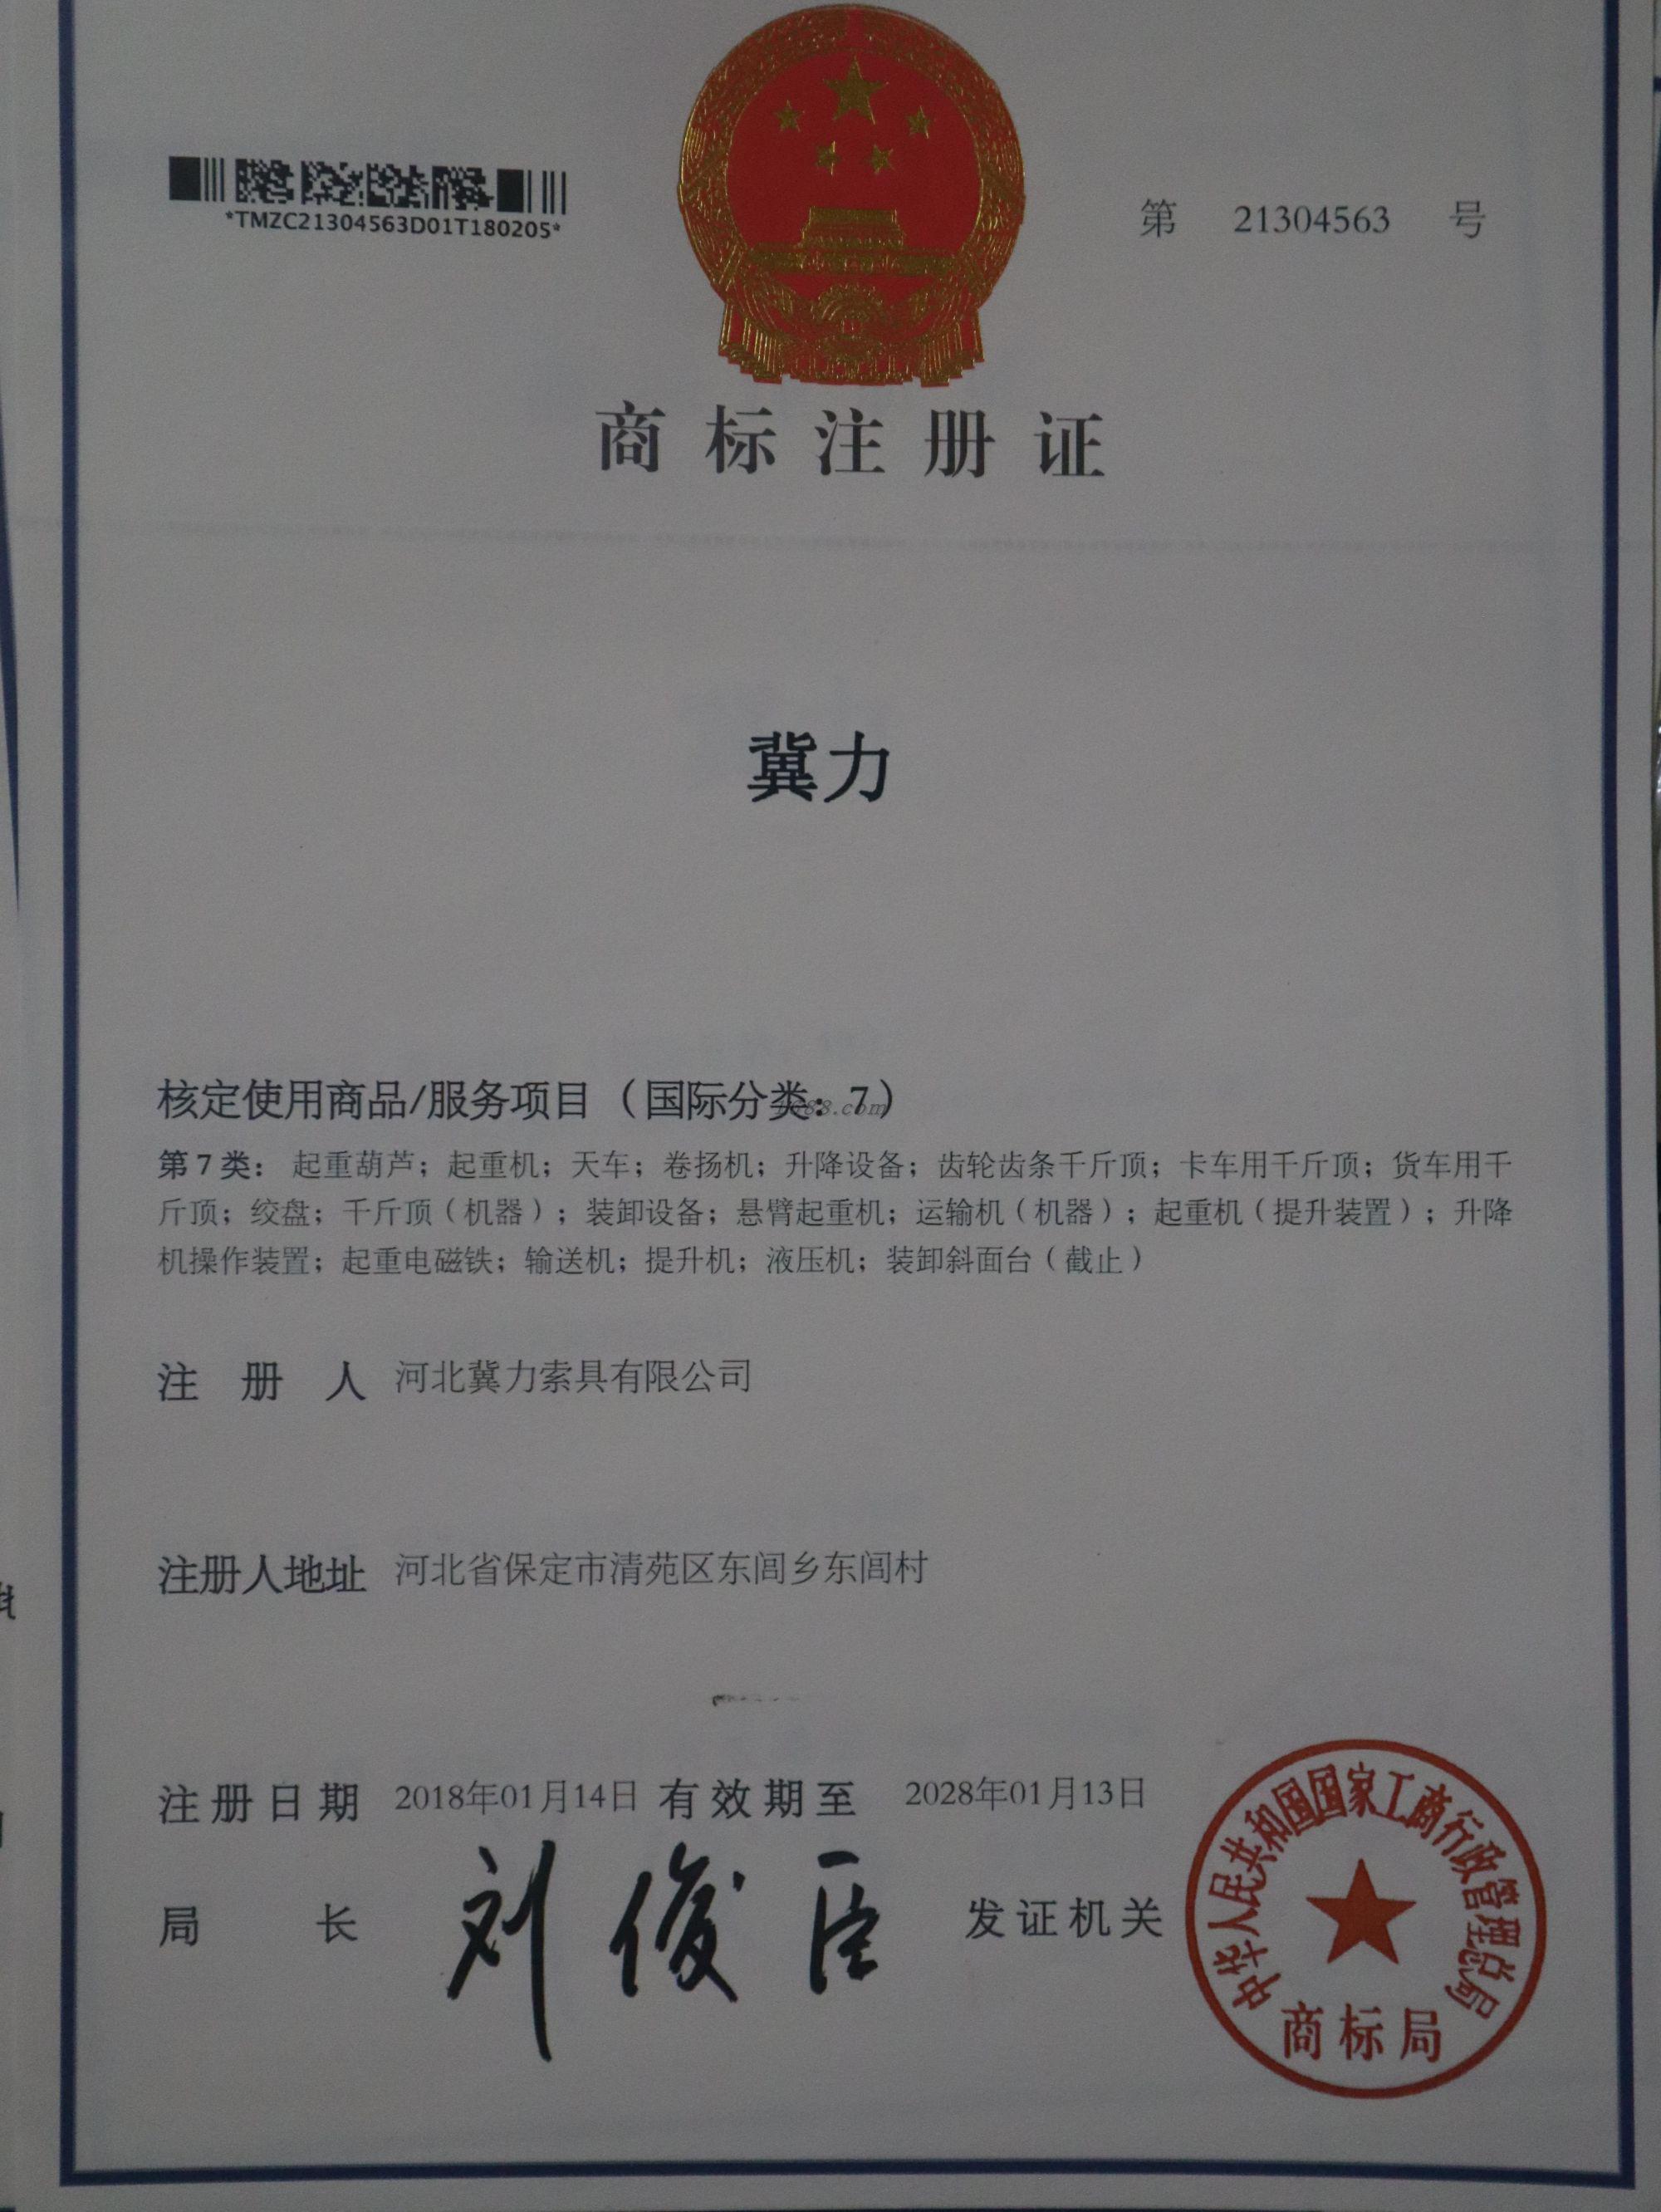 *TMZC21304563D01T180205*
第 21304563 号
商标注册证
冀力
核定使用商品/服务项目（国际分类：7）
1688.com
第7类：起重葫芦；起重机；天车；卷扬机；升降设备；齿轮齿条千斤顶；卡车用千斤顶；货车用千
斤顶；绞盘；千斤顶（机器）；装卸设备；悬臂起重机；运输机（机器）；起重机（提升装置）；升降
机操作装置；起重电磁铁；输送机；提升机；液压机；装卸斜面台（截止）
注册人 河北冀力索具有限公司
注册人地址 河北省保定市清苑区东闾乡东闾村
注册日期 2018年01月14日 有效期至 2028年01月13日
局长 刘俊臣 发证机关
中华人民共和国国家工商行政管理总局
商标局